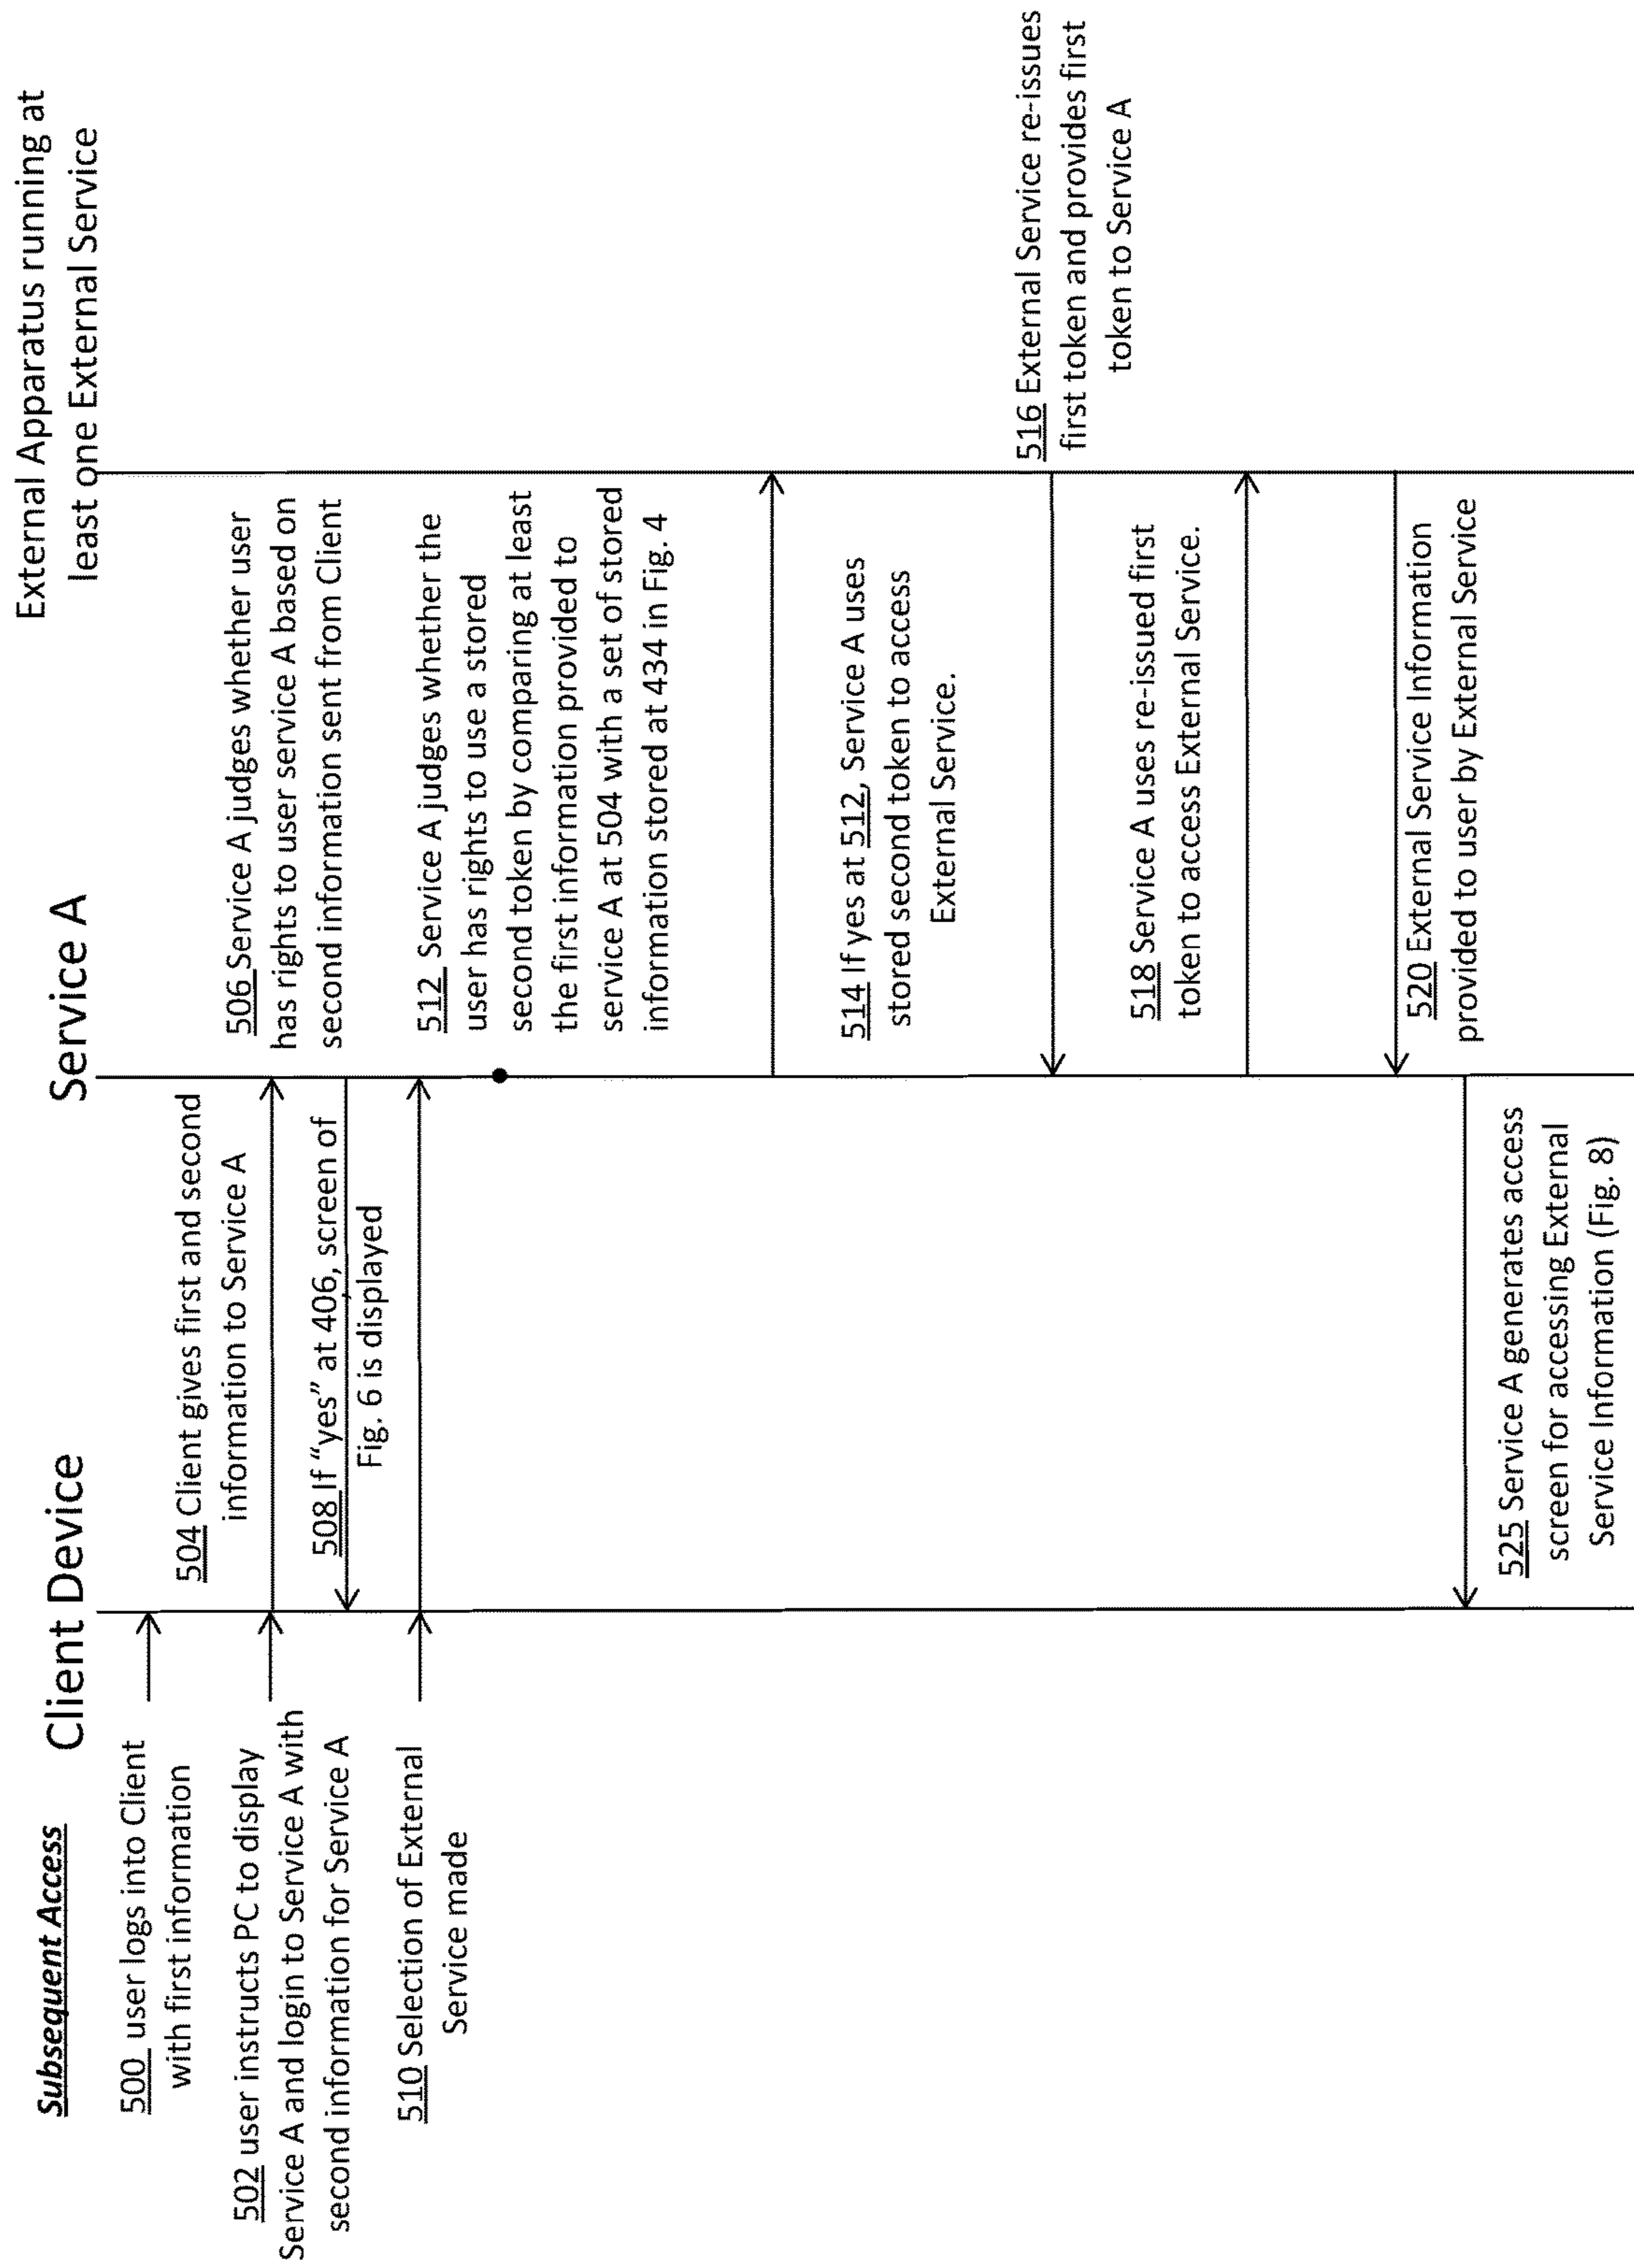 Subsequent Access
Client Device
Service A
External Apparatus running at
least one External Service
500 user logs into Client
with first information
502 user instructs PC to display
Service A and login to Service A with
second information for Service A
504 Client gives first and second
information to Service A
506 Service A judges whether user
has rights to user service A based on
second information sent from Client
508 If “yes” at 406, screen of
Fig. 6 is displayed
510 Selection of External
Service made
512 Service A judges whether the
user has rights to use a stored
second token by comparing at least
the first information provided to
service A at 504 with a set of stored
information stored at 434 in Fig. 4
514 If yes at 512, Service A uses
stored second token to access
External Service.
516 External Service re-issues
first token and provides first
token to Service A
518 Service A uses re-issued first
token to access External Service.
520 External Service Information
provided to user by External Service
525 Service A generates access
screen for accessing External
Service Information (Fig. 8)